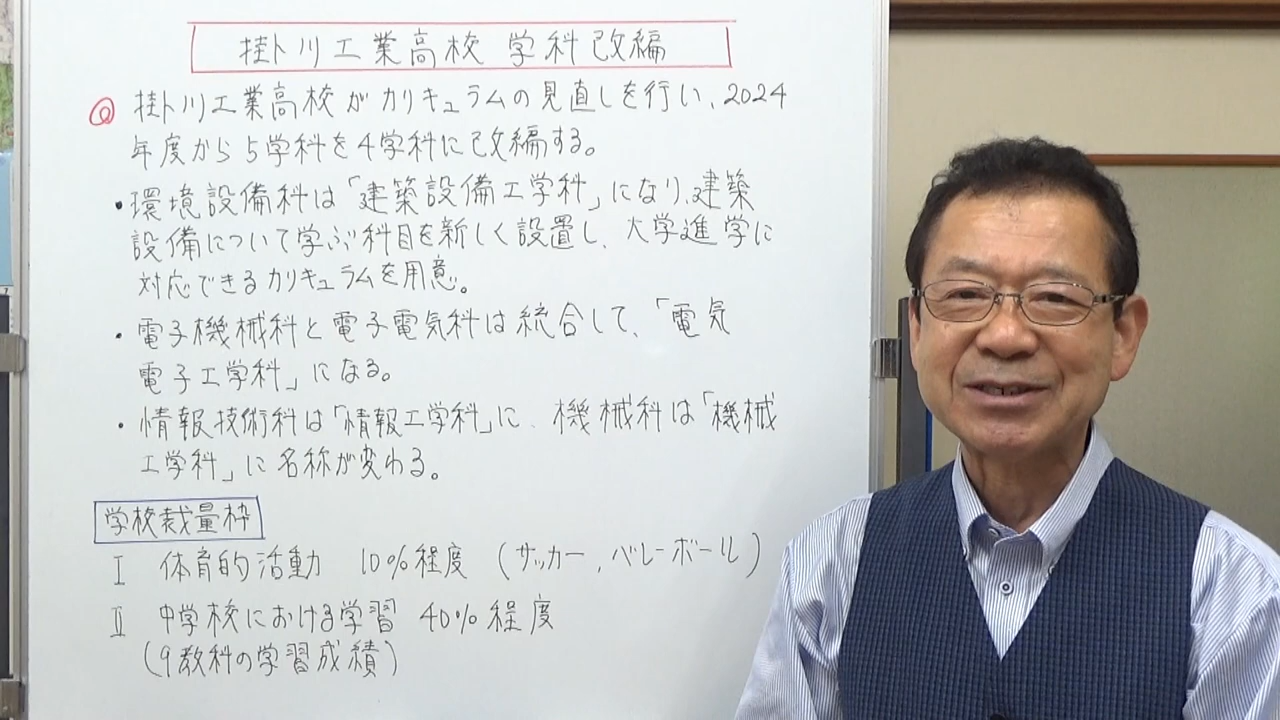 掛川工業高校 学科改編
◎ 掛川工業高校がカリキュラムの見直しを行い、2024
年度から5学科を4学科に改編する。
・環境設備科は「建築設備工学科」になり、建築
設備について学ぶ科目を新しく設置し、大学進学に
対応できるカリキュラムを用意。
・電子機械科と電子電気科は統合して、「電気
電子工学科」になる。
・情報技術科は「情報工学科」に、機械科は「機械
工学科」に名称が変わる。
学校裁量枠
Ⅰ 体育的活動 10%程度 (サッカー、バレーボール)
Ⅱ 中学校における学習 40%程度
(9教科の学習成績)